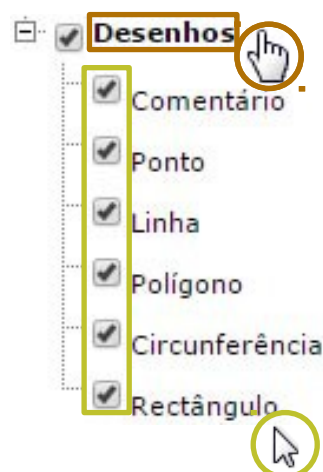 Desenhos
Comentário
Ponto
Linha
Polígono
Circunferência
Rectângulo